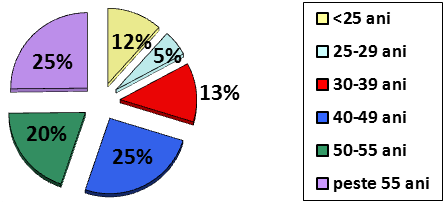 12%
5%
13%
25%
20%
25%
<25 ani
25-29 ani
30-39 ani
40-49 ani
50-55 ani
peste 55 ani